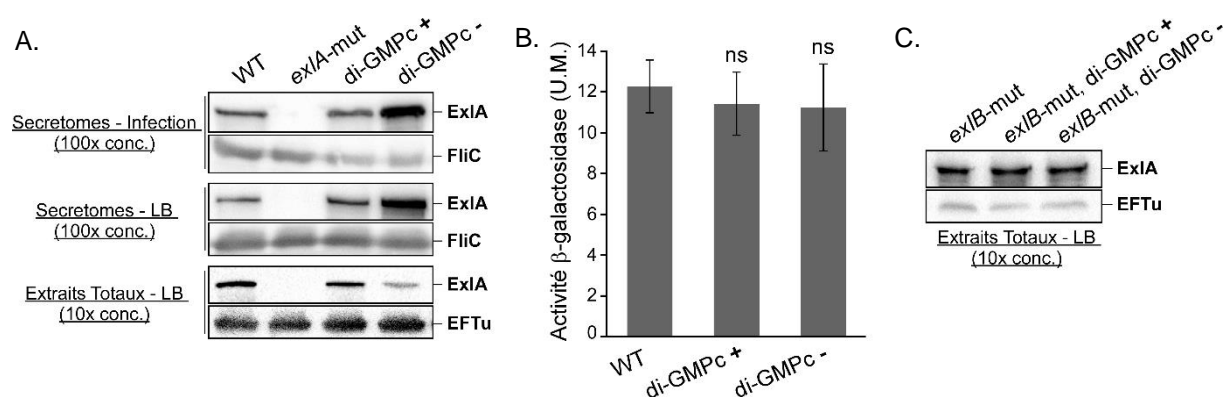 A.
WT
exlA-mut
di-GMPc +
di-GMPc -
Secretomes - Infection
(100x conc.)
ExlA
FliC
Secretomes - LB
(100x conc.)
ExlA
FliC
Extraits Totaux - LB
(10x conc.)
ExlA
EFTu
B.
Activité β-galactosidase (U.M.)
14
12
10
8
6
4
2
0
ns
ns
WT
di-GMPc +
di-GMPc -
C.
exlB-mut
exlB-mut, di-GMPc +
exlB-mut, di-GMPc -
ExlA
EFTu
Extraits Totaux - LB
(10x conc.)